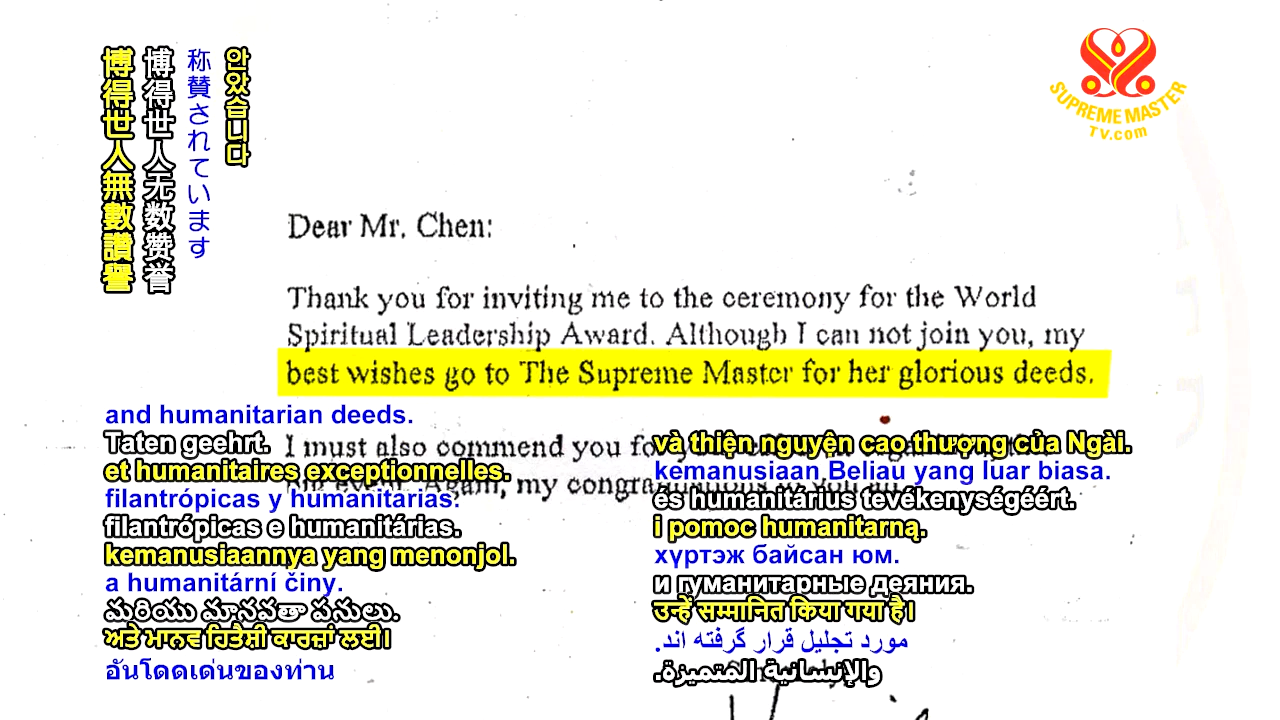 안았습니다
称賛されています
博得世人无数赞誉
博得世人無數讚譽
SUPREME MASTER
TV.com
Dear Mr. Chen:
Thank you for inviting me to the ceremony for the World
Spiritual Leadership Award. Although I can not join you, my
best wishes go to The Supreme Master for her glorious deeds.
I must also commend you for
Again, my
and humanitarian deeds.
Taten geehrt.
et humanitaires exceptionnelles.
filantrópicas y humanitarias.
filantrópicas e humanitárias.
kemanusiaannya yang menonjol.
a humanitární činy.
మరియు మానవతా పనులు.
ਅਤੇ ਮਾਨਵ ਹਿਤੈਸ਼ੀ ਕਾਰਜ਼ਾਂ ਲਈ।
อันโดดเด่นของท่าน
và thiện nguyện cao thượng của Ngài.
kemanusiaan Beliau yang luar biasa.
és humanitárius tevékenységéért.
i pomoc humanitarną.
хүртэж байсан юм.
и гуманитарные деяния.
उन्हें सम्मानित किया गया है।
مورد تجلیل قرار گرفته اند.
والإنسانية المتميزة.